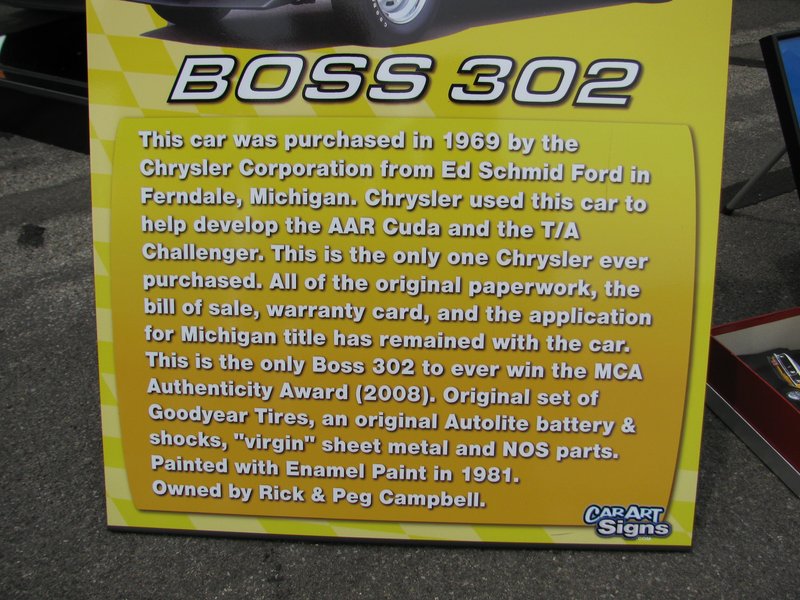 BOSS 302
This car was purchased in 1969 by the
Chrysler Corporation from Ed Schmid Ford in
Ferndale, Michigan. Chrysler used this car to
help develop the AAR Cuda and the T/A
Challenger. This is the only one Chrysler ever
purchased. All of the original paperwork, the
bill of sale, warranty card, and the application
for Michigan title has remained with the car.
This is the only Boss 302 to ever win the MCA
Authenticity Award (2008). Original set of
Goodyear Tires, an original Autolite battery &
shocks, "virgin" sheet metal and NOS parts.
Painted with Enamel Paint in 1981.
Owned by Rick & Peg Campbell.
CAR ART
Signs
.COM